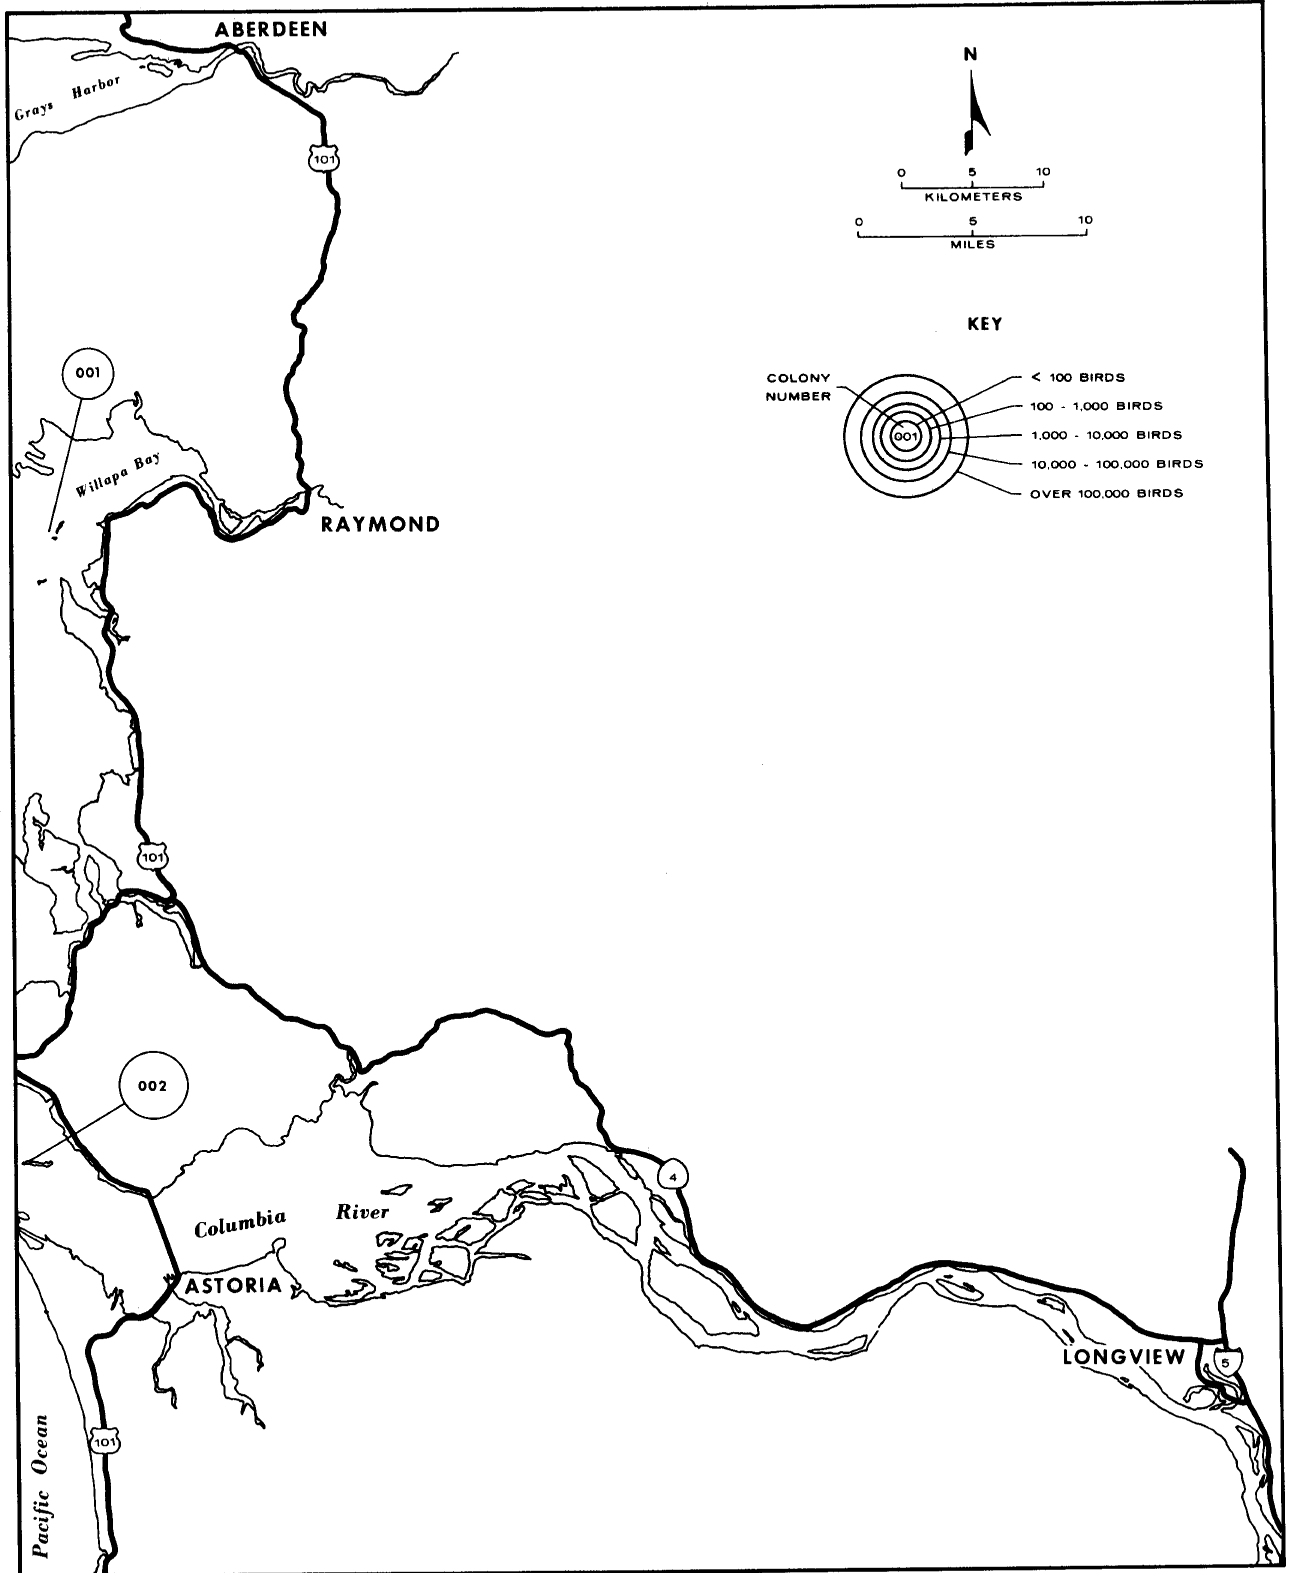 ABERDEEN
Grays Harbor
101
N
0 5 10
KILOMETERS
0 5 10
MILES
KEY
COLONY
NUMBER
001
< 100 BIRDS
100 - 1,000 BIRDS
1,000 - 10,000 BIRDS
10,000 - 100,000 BIRDS
OVER 100,000 BIRDS
001
Willapa Bay
RAYMOND
101
002
4
Columbia River
ASTORIA
LONGVIEW
5
101
Pacific Ocean